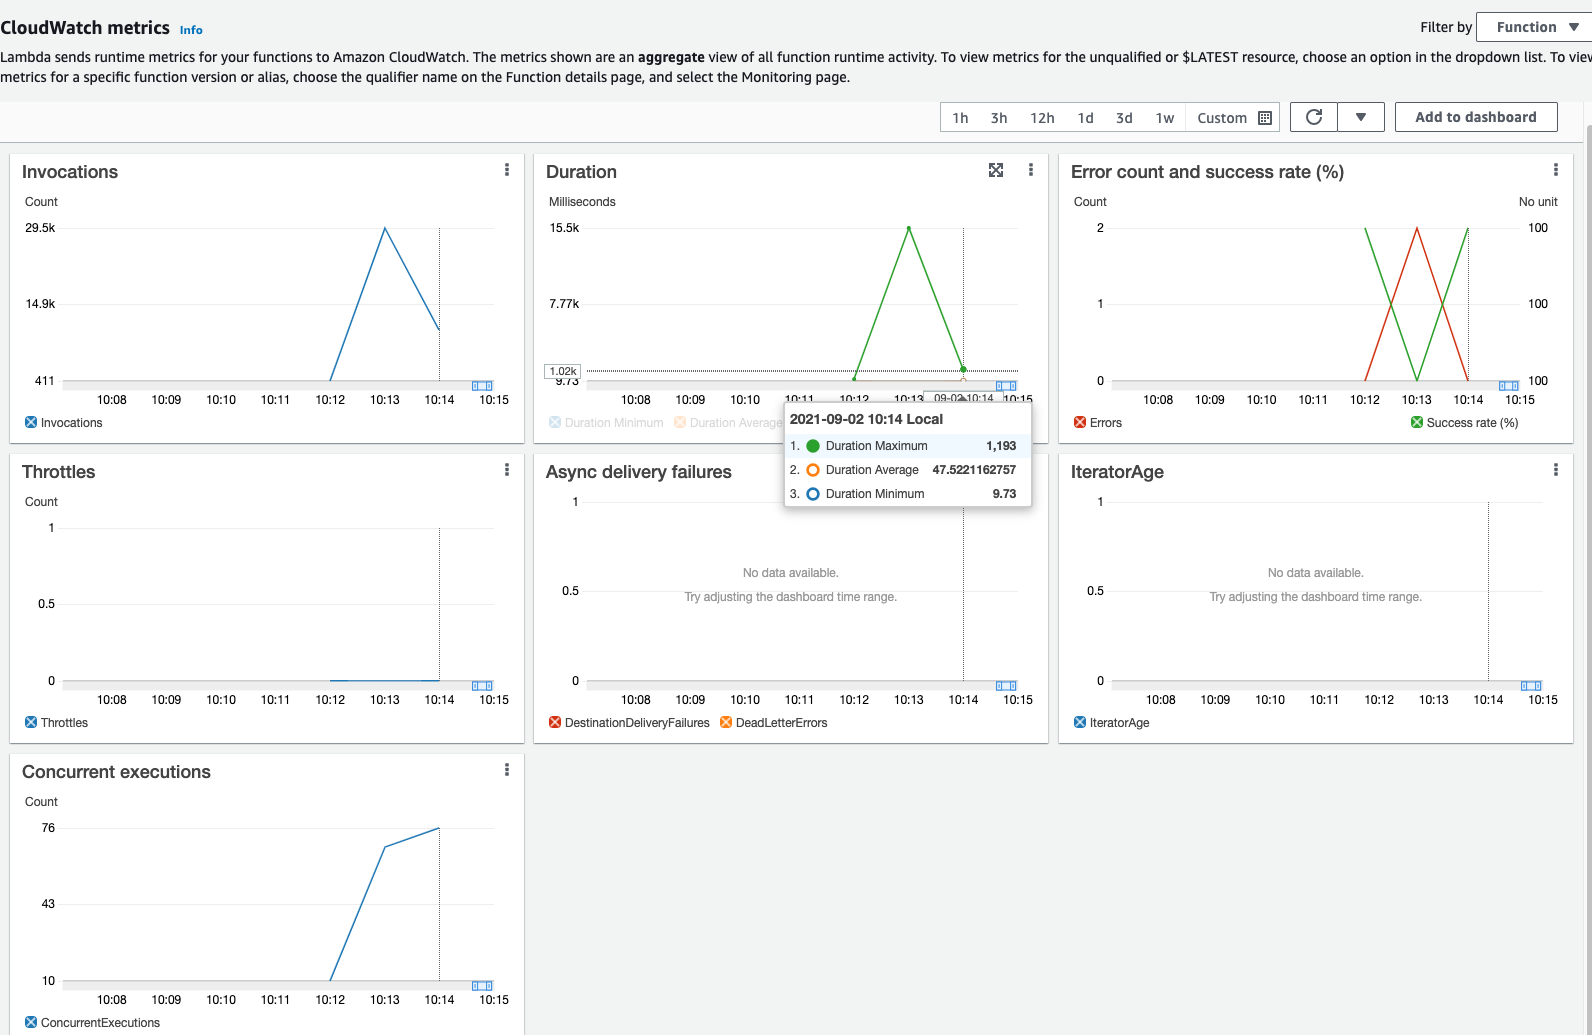 CloudWatch metrics Info
Filter by Function
Lambda sends runtime metrics for your functions to Amazon CloudWatch. The metrics shown are an aggregate view of all function runtime activity. To view metrics for the unqualified or $LATEST resource, choose an option in the dropdown list. To view
metrics for a specific function version or alias, choose the qualifier name on the Function details page, and select the Monitoring page.
1h 3h 12h 1d 3d 1w Custom Add to dashboard
Invocations
Count
29.5k
14.9k
411
10:08 10:09 10:10 10:11 10:12 10:13 10:14 10:15
Invocations
Duration
Milliseconds
15.5k
7.77k
1.02k
9.73
10:08 10:09 10:10 10:11 10:12 10:13 09-02 10:14 10:15
Duration Minimum Duration Average
2021-09-02 10:14 Local
1. Duration Maximum 1,193
2. Duration Average 47.5221162757
3. Duration Minimum 9.73
Error count and success rate (%)
Count No unit
2 100
1 100
0 100
10:08 10:09 10:10 10:11 10:12 10:13 10:14 10:15
Errors Success rate (%)
Throttles
Count
1
0.5
0
10:08 10:09 10:10 10:11 10:12 10:13 10:14 10:15
Throttles
Async delivery failures
1
No data available.
0.5
Try adjusting the dashboard time range.
0
10:08 10:09 10:10 10:11 10:12 10:13 10:14 10:15
DestinationDeliveryFailures DeadLetterErrors
IteratorAge
1
No data available.
0.5
Try adjusting the dashboard time range.
0
10:08 10:09 10:10 10:11 10:12 10:13 10:14 10:15
IteratorAge
Concurrent executions
Count
76
43
10
10:08 10:09 10:10 10:11 10:12 10:13 10:14 10:15
ConcurrentExecutions